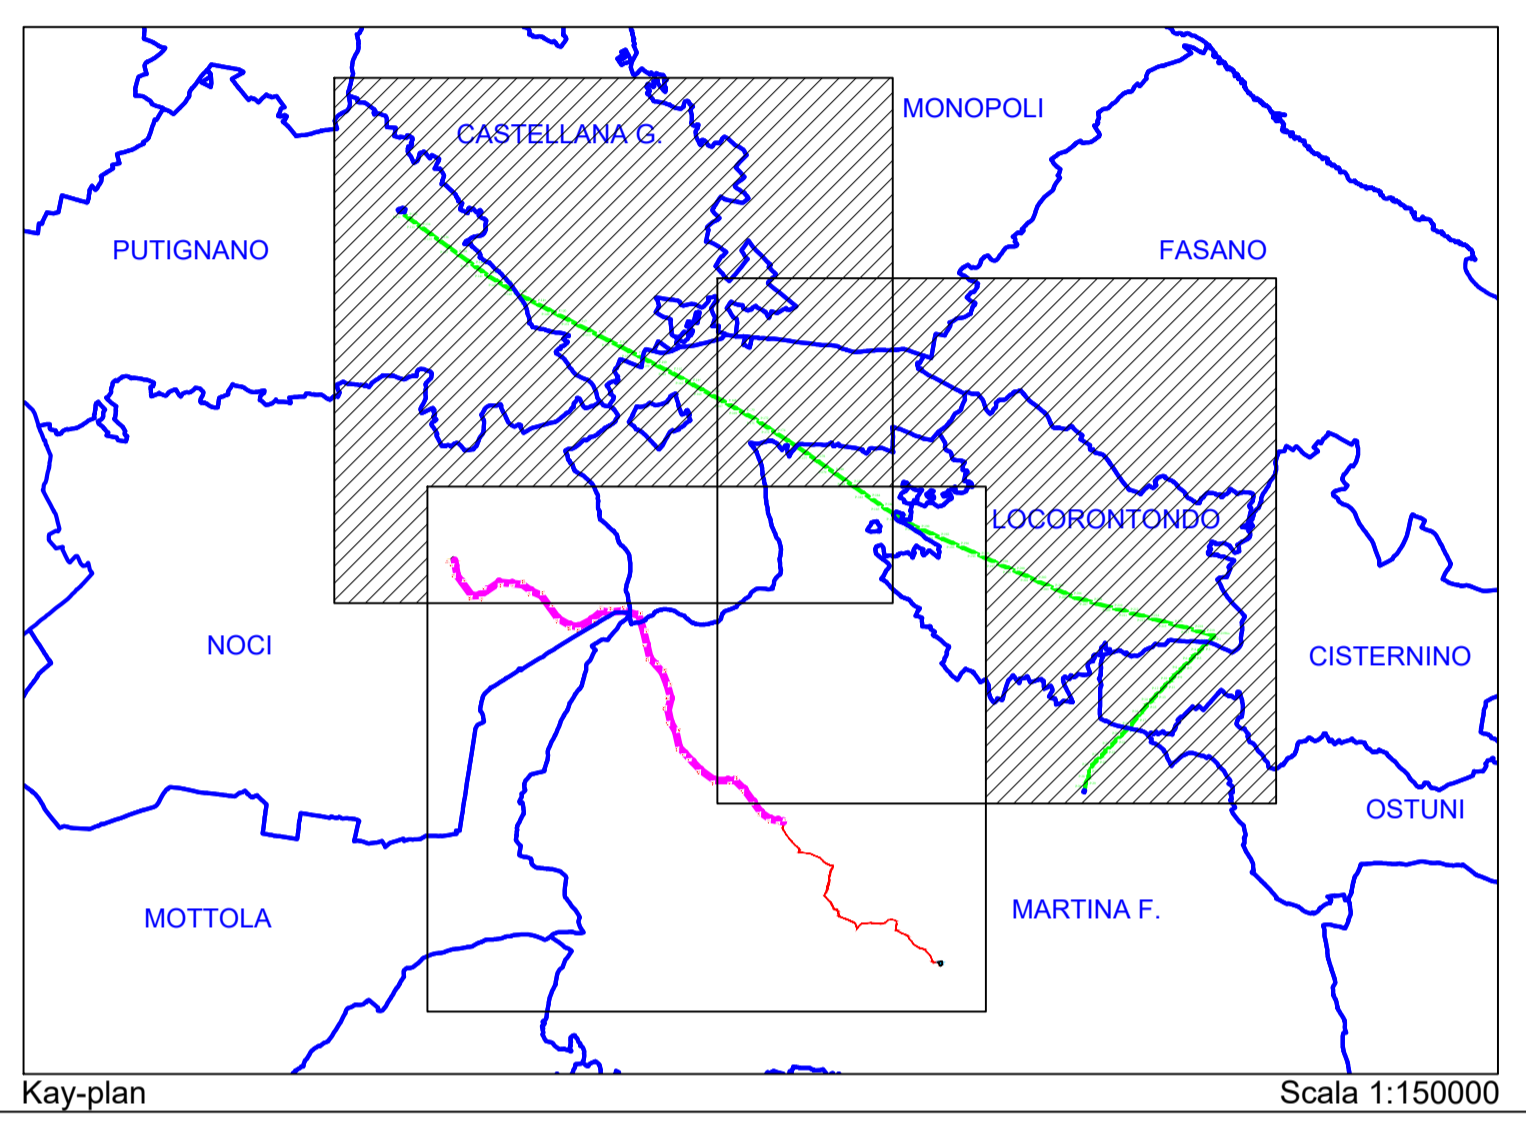 MONOPOLI
CASTELLANA G.
PUTIGNANO
FASANO
LOCORONTONDO
NOCI
CISTERNINO
OSTUNI
MOTTOLA
MARTINA F.
Kay-plan
Scala 1:150000